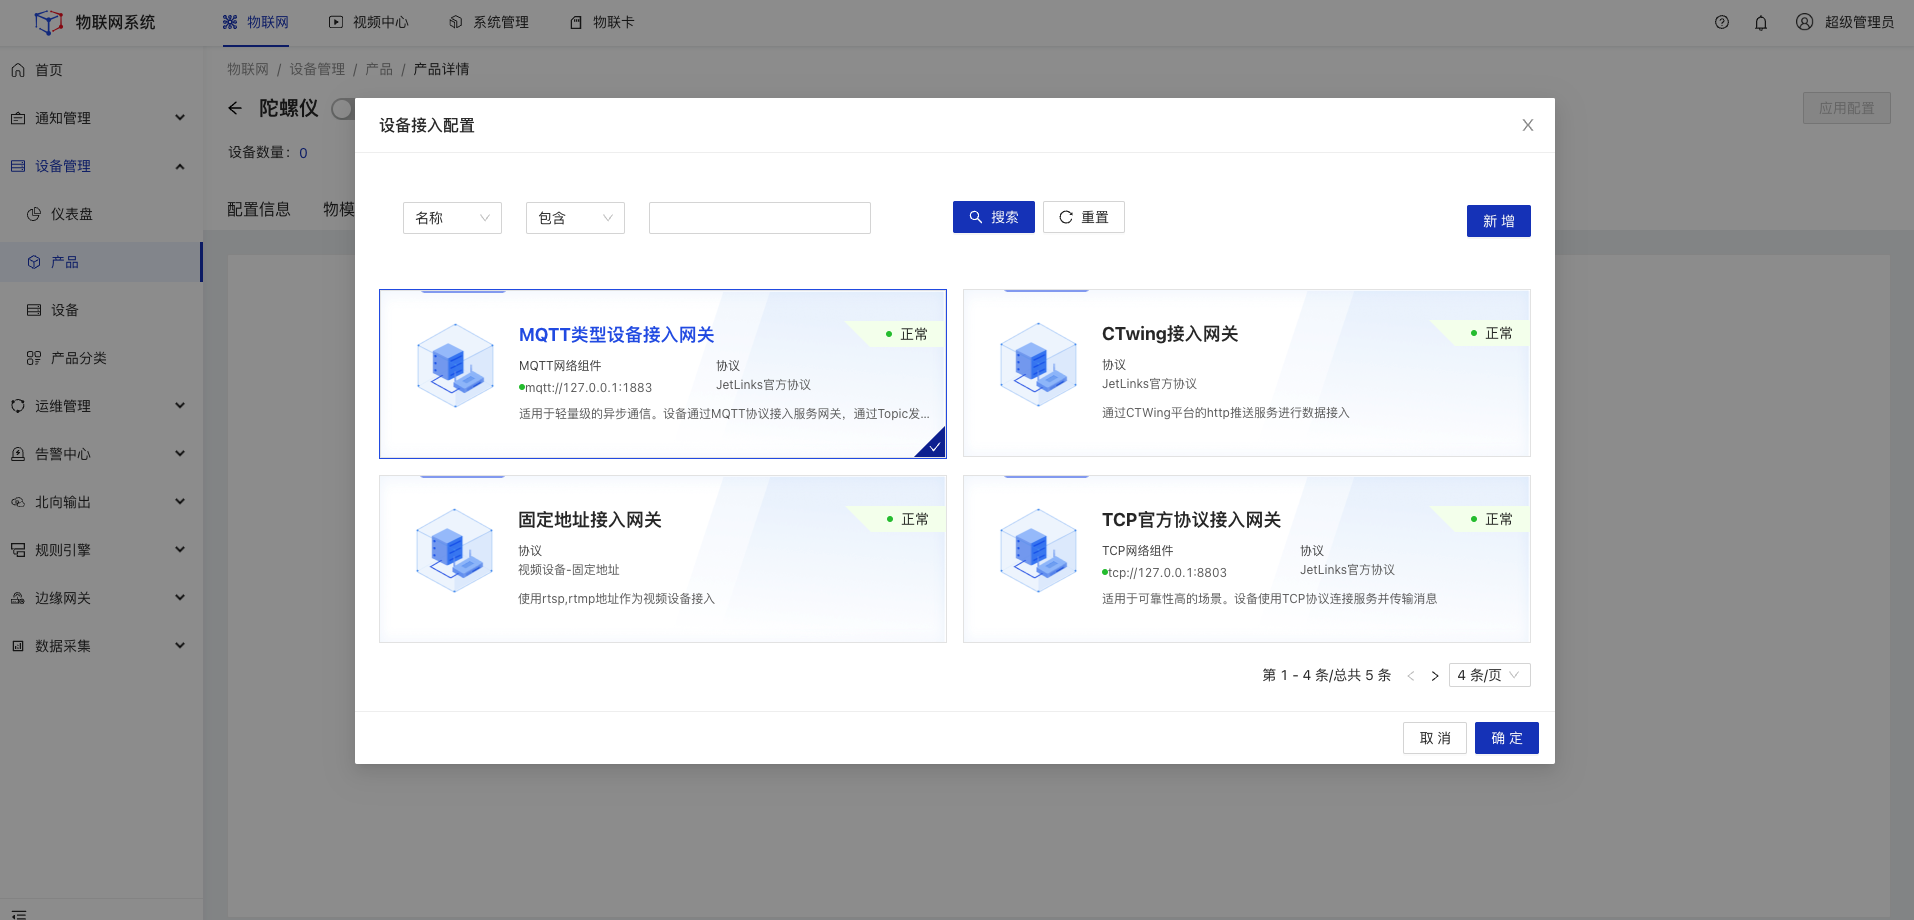 物联网系统
物联网
视频中心
系统管理
物联卡
超级管理员
首页
通知管理
设备管理
仪表盘
产品
设备
产品分类
运维管理
告警中心
北向输出
规则引擎
边缘网关
数据采集
物联网 / 设备管理 / 产品 / 产品详情
陀螺仪
应用配置
设备数量: 0
配置信息
物模
设备接入配置
名称
包含
搜索
重置
新 增
MQTT类型设备接入网关
正常
MQTT网络组件
协议
mqtt://127.0.0.1:1883
JetLinks官方协议
适用于轻量级的异步通信。设备通过MQTT协议接入服务网关，通过Topic发...
CTwing接入网关
正常
协议
JetLinks官方协议
通过CTWing平台的http推送服务进行数据接入
固定地址接入网关
正常
协议
视频设备-固定地址
使用rtsp,rtmp地址作为视频设备接入
TCP官方协议接入网关
正常
TCP网络组件
协议
tcp://127.0.0.1:8803
JetLinks官方协议
适用于可靠性高的场景。设备使用TCP协议连接服务并传输消息
第 1 - 4 条/总共 5 条
4 条/页
取 消
确 定